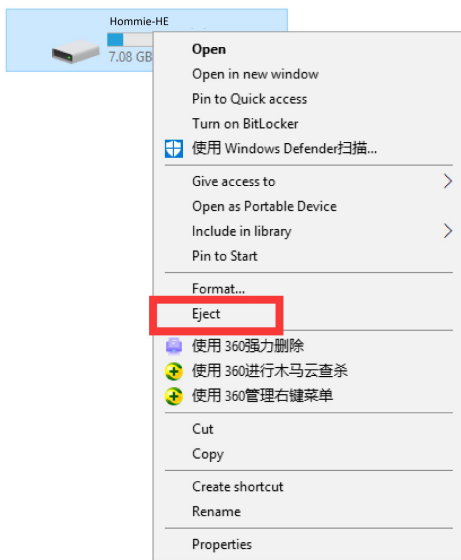 Hommie-HE
7.08 GB
Open
Open in new window
Pin to Quick access
Turn on BitLocker
使用 Windows Defender扫描...
Give access to
Open as Portable Device
Include in library
Pin to Start
Format...
Eject
使用 360强力删除
使用 360进行木马云查杀
使用 360管理右键菜单
Cut
Copy
Create shortcut
Rename
Properties